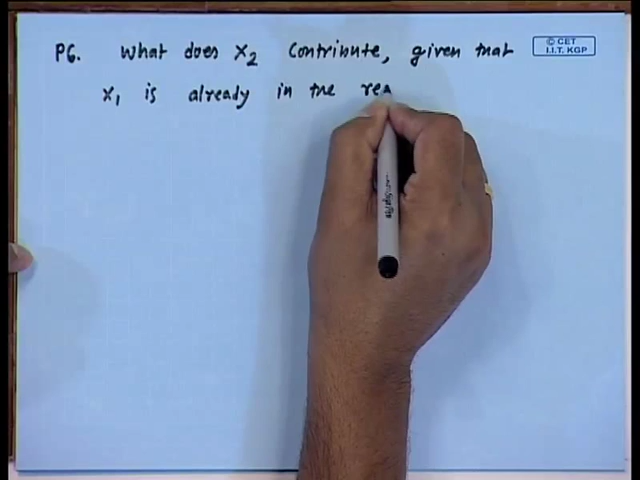 P6. What does X2 Contribute, given that
X1 is already in the rea
© CET
I.I.T. KGP